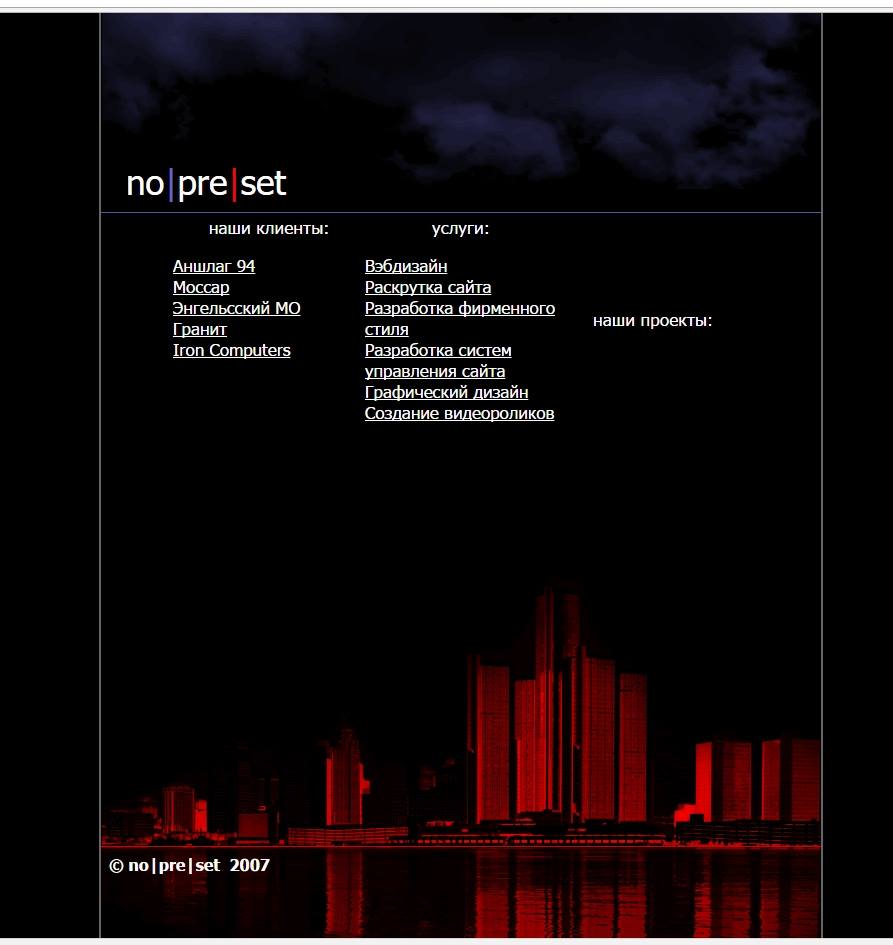 no|pre|set
наши клиенты:
Аншлаг 94
Моссар
Энгельсский МО
Гранит
Iron Computers
услуги:
Вэбдизайн
Раскрутка сайта
Разработка фирменного
стиля
Разработка систем
управления сайта
Графический дизайн
Создание видеороликов
наши проекты:
© no|pre|set 2007